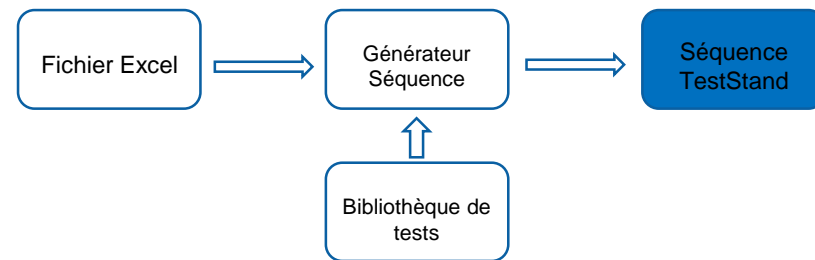 Fichier Excel
Générateur
Séquence
Séquence
TestStand
Bibliothèque de
tests